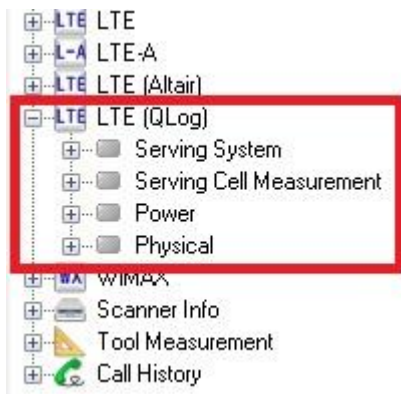 LTE LTE
L-A LTE-A
LTE LTE (Altair)
LTE LTE (QLog)
Serving System
Serving Cell Measurement
Power
Physical
WX WIMAX
Scanner Info
Tool Measurement
Call History